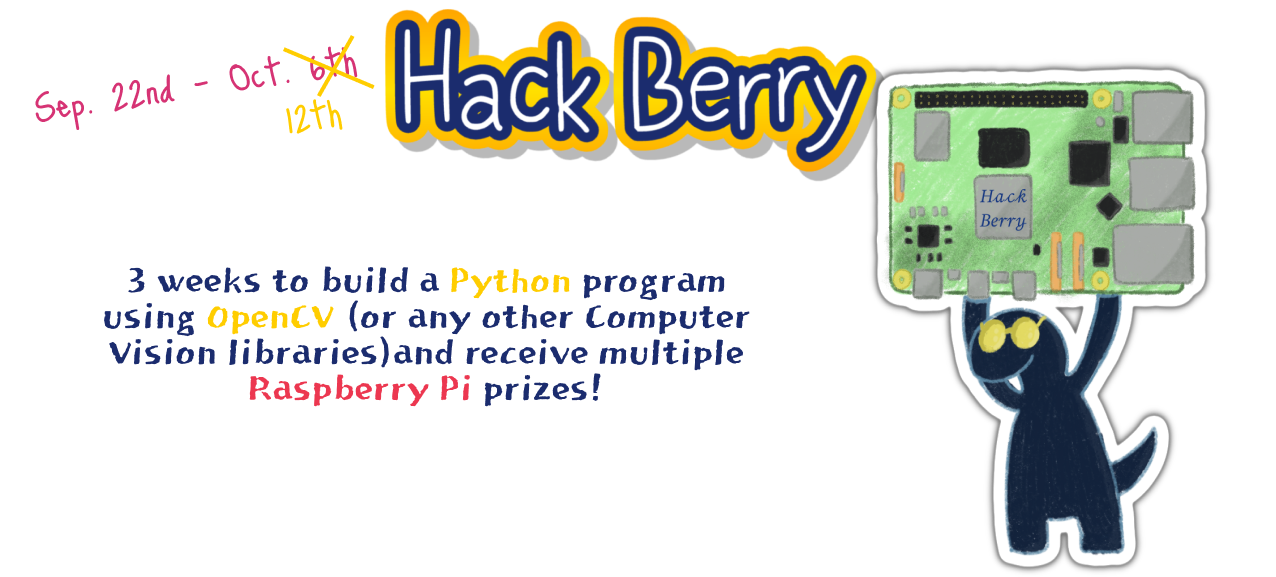 Sep. 22nd - Oct. 6th
12th
Hack Berry
Hack
Berry
3 weeks to build a Python program
using OpenCV (or any other Computer
Vision libraries)and receive multiple
Raspberry Pi prizes!